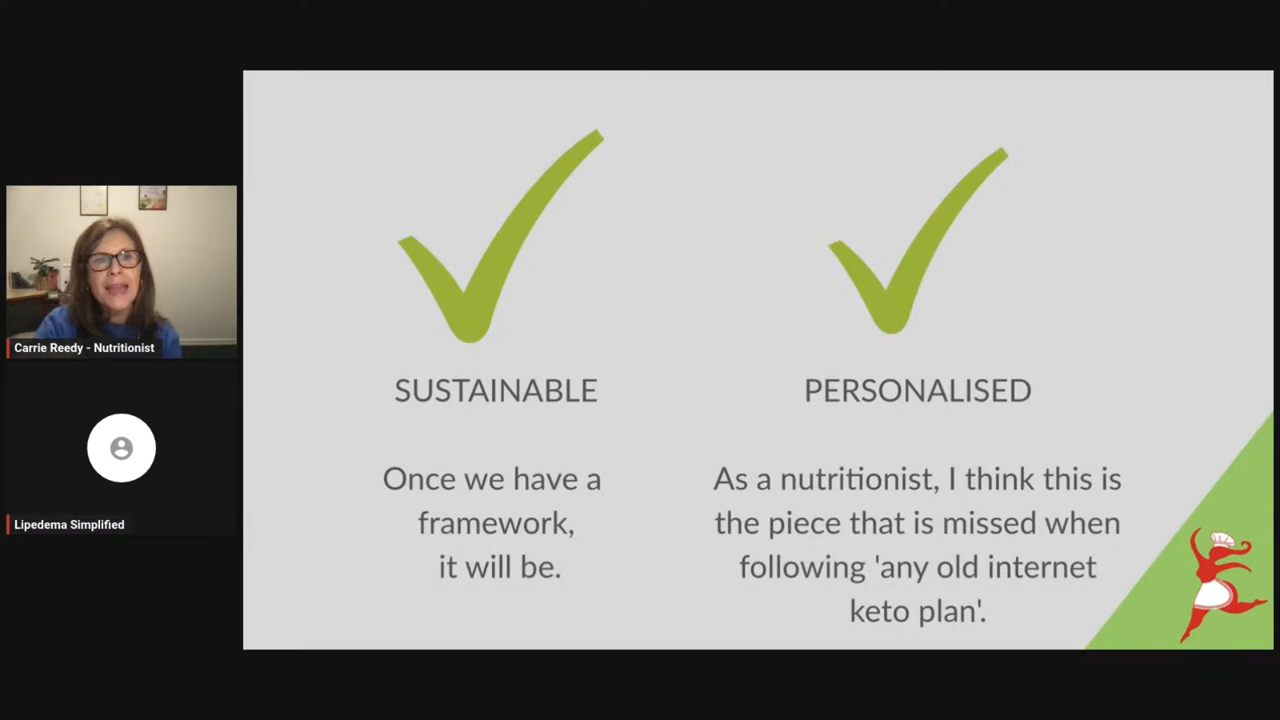 Carrie Reedy - Nutritionist
Lipedema Simplified
SUSTAINABLE
Once we have a
framework,
it will be.
PERSONALISED
As a nutritionist, I think this is
the piece that is missed when
following 'any old internet
keto plan'.